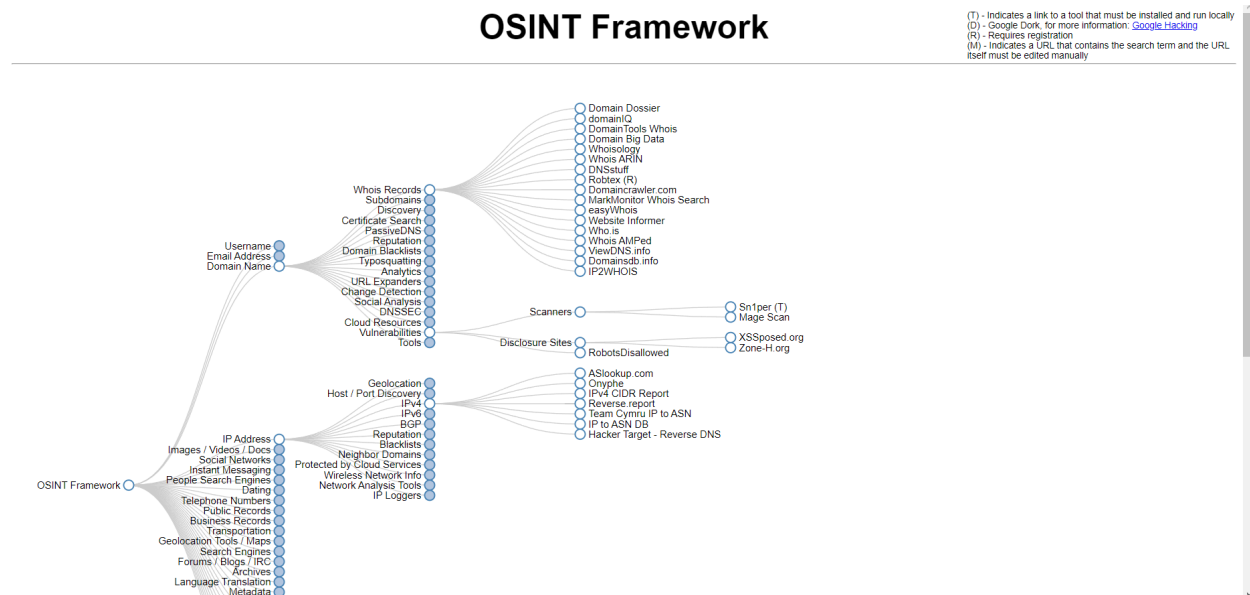 OSINT Framework
(T) - Indicates a link to a tool that must be installed and run locally
(D) - Google Dork, for more information: Google Hacking
(R) - Requires registration
(M) - Indicates a URL that contains the search term and the URL
itself must be edited manually
OSINT Framework
Username
Email Address
Domain Name
Whois Records
Domain Dossier
domainIQ
DomainTools Whois
Domain Big Data
Whoisology
Whois ARIN
DNSstuff
Robtex (R)
Domaincrawler.com
MarkMonitor Whois Search
easyWhois
Website Informer
Who.is
Whois AMPed
ViewDNS.info
Domainsdb.info
IP2WHOIS
Subdomains
Discovery
Certificate Search
PassiveDNS
Reputation
Domain Blacklists
Typosquatting
Analytics
URL Expanders
Change Detection
Social Analysis
DNSSEC
Cloud Resources
Vulnerabilities
Scanners
Sn1per (T)
Mage Scan
Disclosure Sites
XSSposed.org
Zone-H.org
RobotsDisallowed
Tools
IP Address
Geolocation
Host / Port Discovery
IPv4
ASlookup.com
Onyphe
IPv4 CIDR Report
Reverse.report
Team Cymru IP to ASN
IP to ASN DB
Hacker Target - Reverse DNS
IPv6
BGP
Reputation
Blacklists
Neighbor Domains
Protected by Cloud Services
Wireless Network Info
Network Analysis Tools
IP Loggers
Images / Videos / Docs
Social Networks
Instant Messaging
People Search Engines
Dating
Telephone Numbers
Public Records
Business Records
Transportation
Geolocation Tools / Maps
Search Engines
Forums / Blogs / IRC
Archives
Language Translation
Metadata